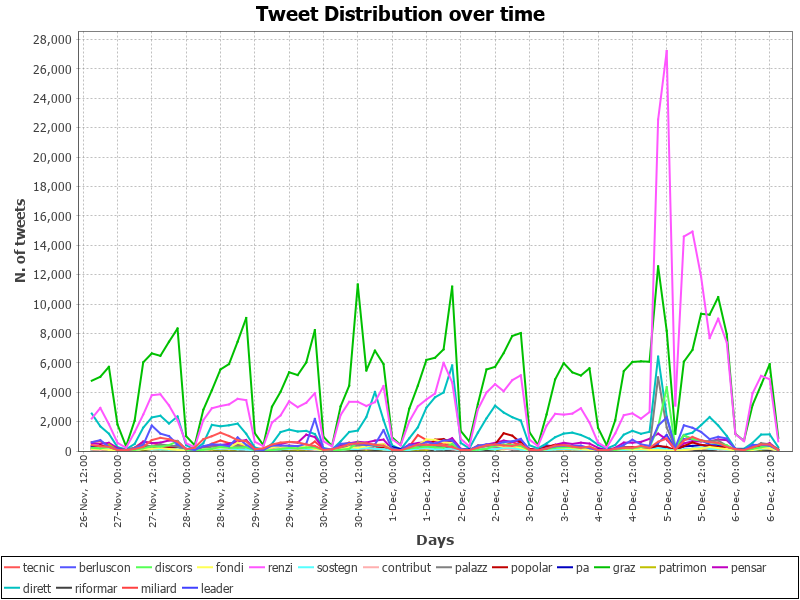 Tweet Distribution over time
N. of tweets
28,000
26,000
24,000
22,000
20,000
18,000
16,000
14,000
12,000
10,000
8,000
6,000
4,000
2,000
0
26-Nov, 12:00
27-Nov, 00:00
27-Nov, 12:00
28-Nov, 00:00
28-Nov, 12:00
29-Nov, 00:00
29-Nov, 12:00
30-Nov, 00:00
30-Nov, 12:00
1-Dec, 00:00
1-Dec, 12:00
2-Dec, 00:00
2-Dec, 12:00
3-Dec, 00:00
3-Dec, 12:00
4-Dec, 00:00
4-Dec, 12:00
5-Dec, 00:00
5-Dec, 12:00
6-Dec, 00:00
6-Dec, 12:00
Days
tecnic berluscon discors fondi renzi sostegn contribut palazz popolar pa graz patrimon pensar
dirett riformar miliard leader